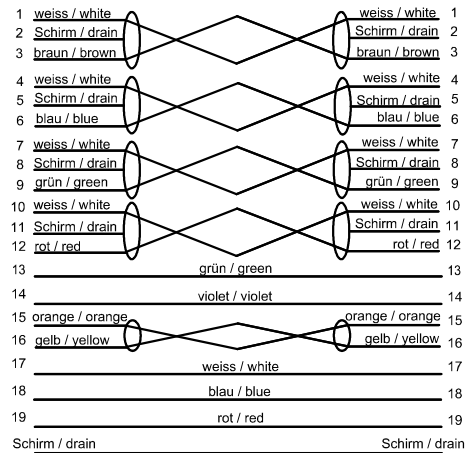 1 weiss / white weiss / white 1
2 Schirm / drain Schirm / drain 2
3 braun / brown braun / brown 3
4 weiss / white weiss / white 4
5 Schirm / drain Schirm / drain 5
6 blau / blue blau / blue 6
7 weiss / white weiss / white 7
8 Schirm / drain Schirm / drain 8
9 grün / green grün / green 9
10 weiss / white weiss / white 10
11 Schirm / drain Schirm / drain 11
12 rot / red rot / red 12
13 grün / green 13
14 violet / violet 14
15 orange / orange orange / orange 15
16 gelb / yellow gelb / yellow 16
17 weiss / white 17
18 blau / blue 18
19 rot / red 19
Schirm / drain Schirm / drain